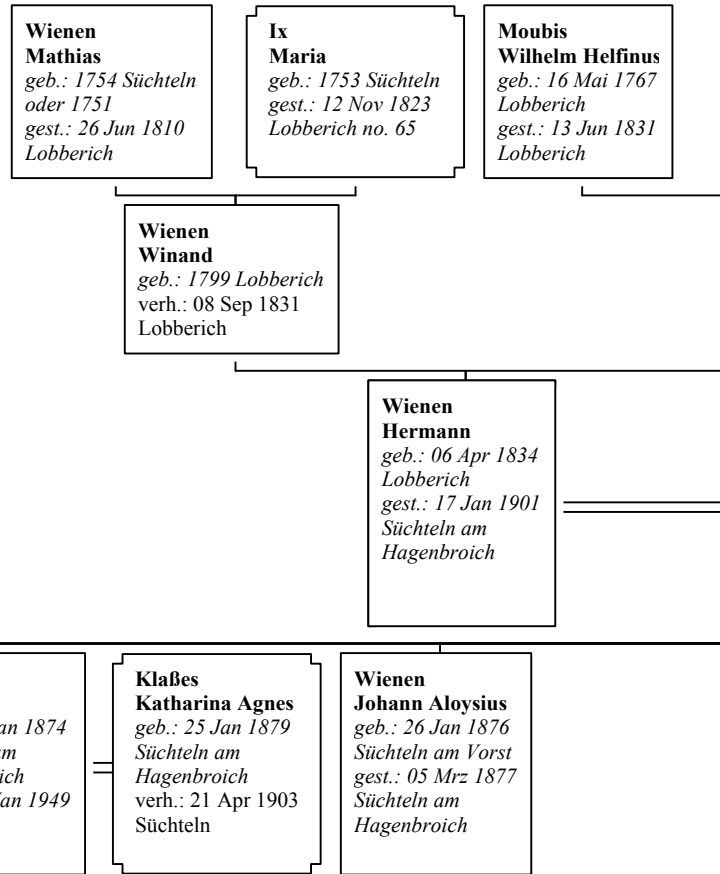 Wienen
Mathias
geb.: 1754 Süchteln
oder 1751
gest.: 26 Jun 1810
Lobberich
Ix
Maria
geb.: 1753 Süchteln
gest.: 12 Nov 1823
Lobberich no. 65
Moubis
Wilhelm Helfinus
geb.: 16 Mai 1767
Lobberich
gest.: 13 Jun 1831
Lobberich
Wienen
Winand
geb.: 1799 Lobberich
verh.: 08 Sep 1831
Lobberich
Wienen
Hermann
geb.: 06 Apr 1834
Lobberich
gest.: 17 Jan 1901
Süchteln am
Hagenbroich
1874
1949
Klaßes
Katharina Agnes
geb.: 25 Jan 1879
Süchteln am
Hagenbroich
verh.: 21 Apr 1903
Süchteln
Wienen
Johann Aloysius
geb.: 26 Jan 1876
Süchteln am Vorst
gest.: 05 Mrz 1877
Süchteln am
Hagenbroich